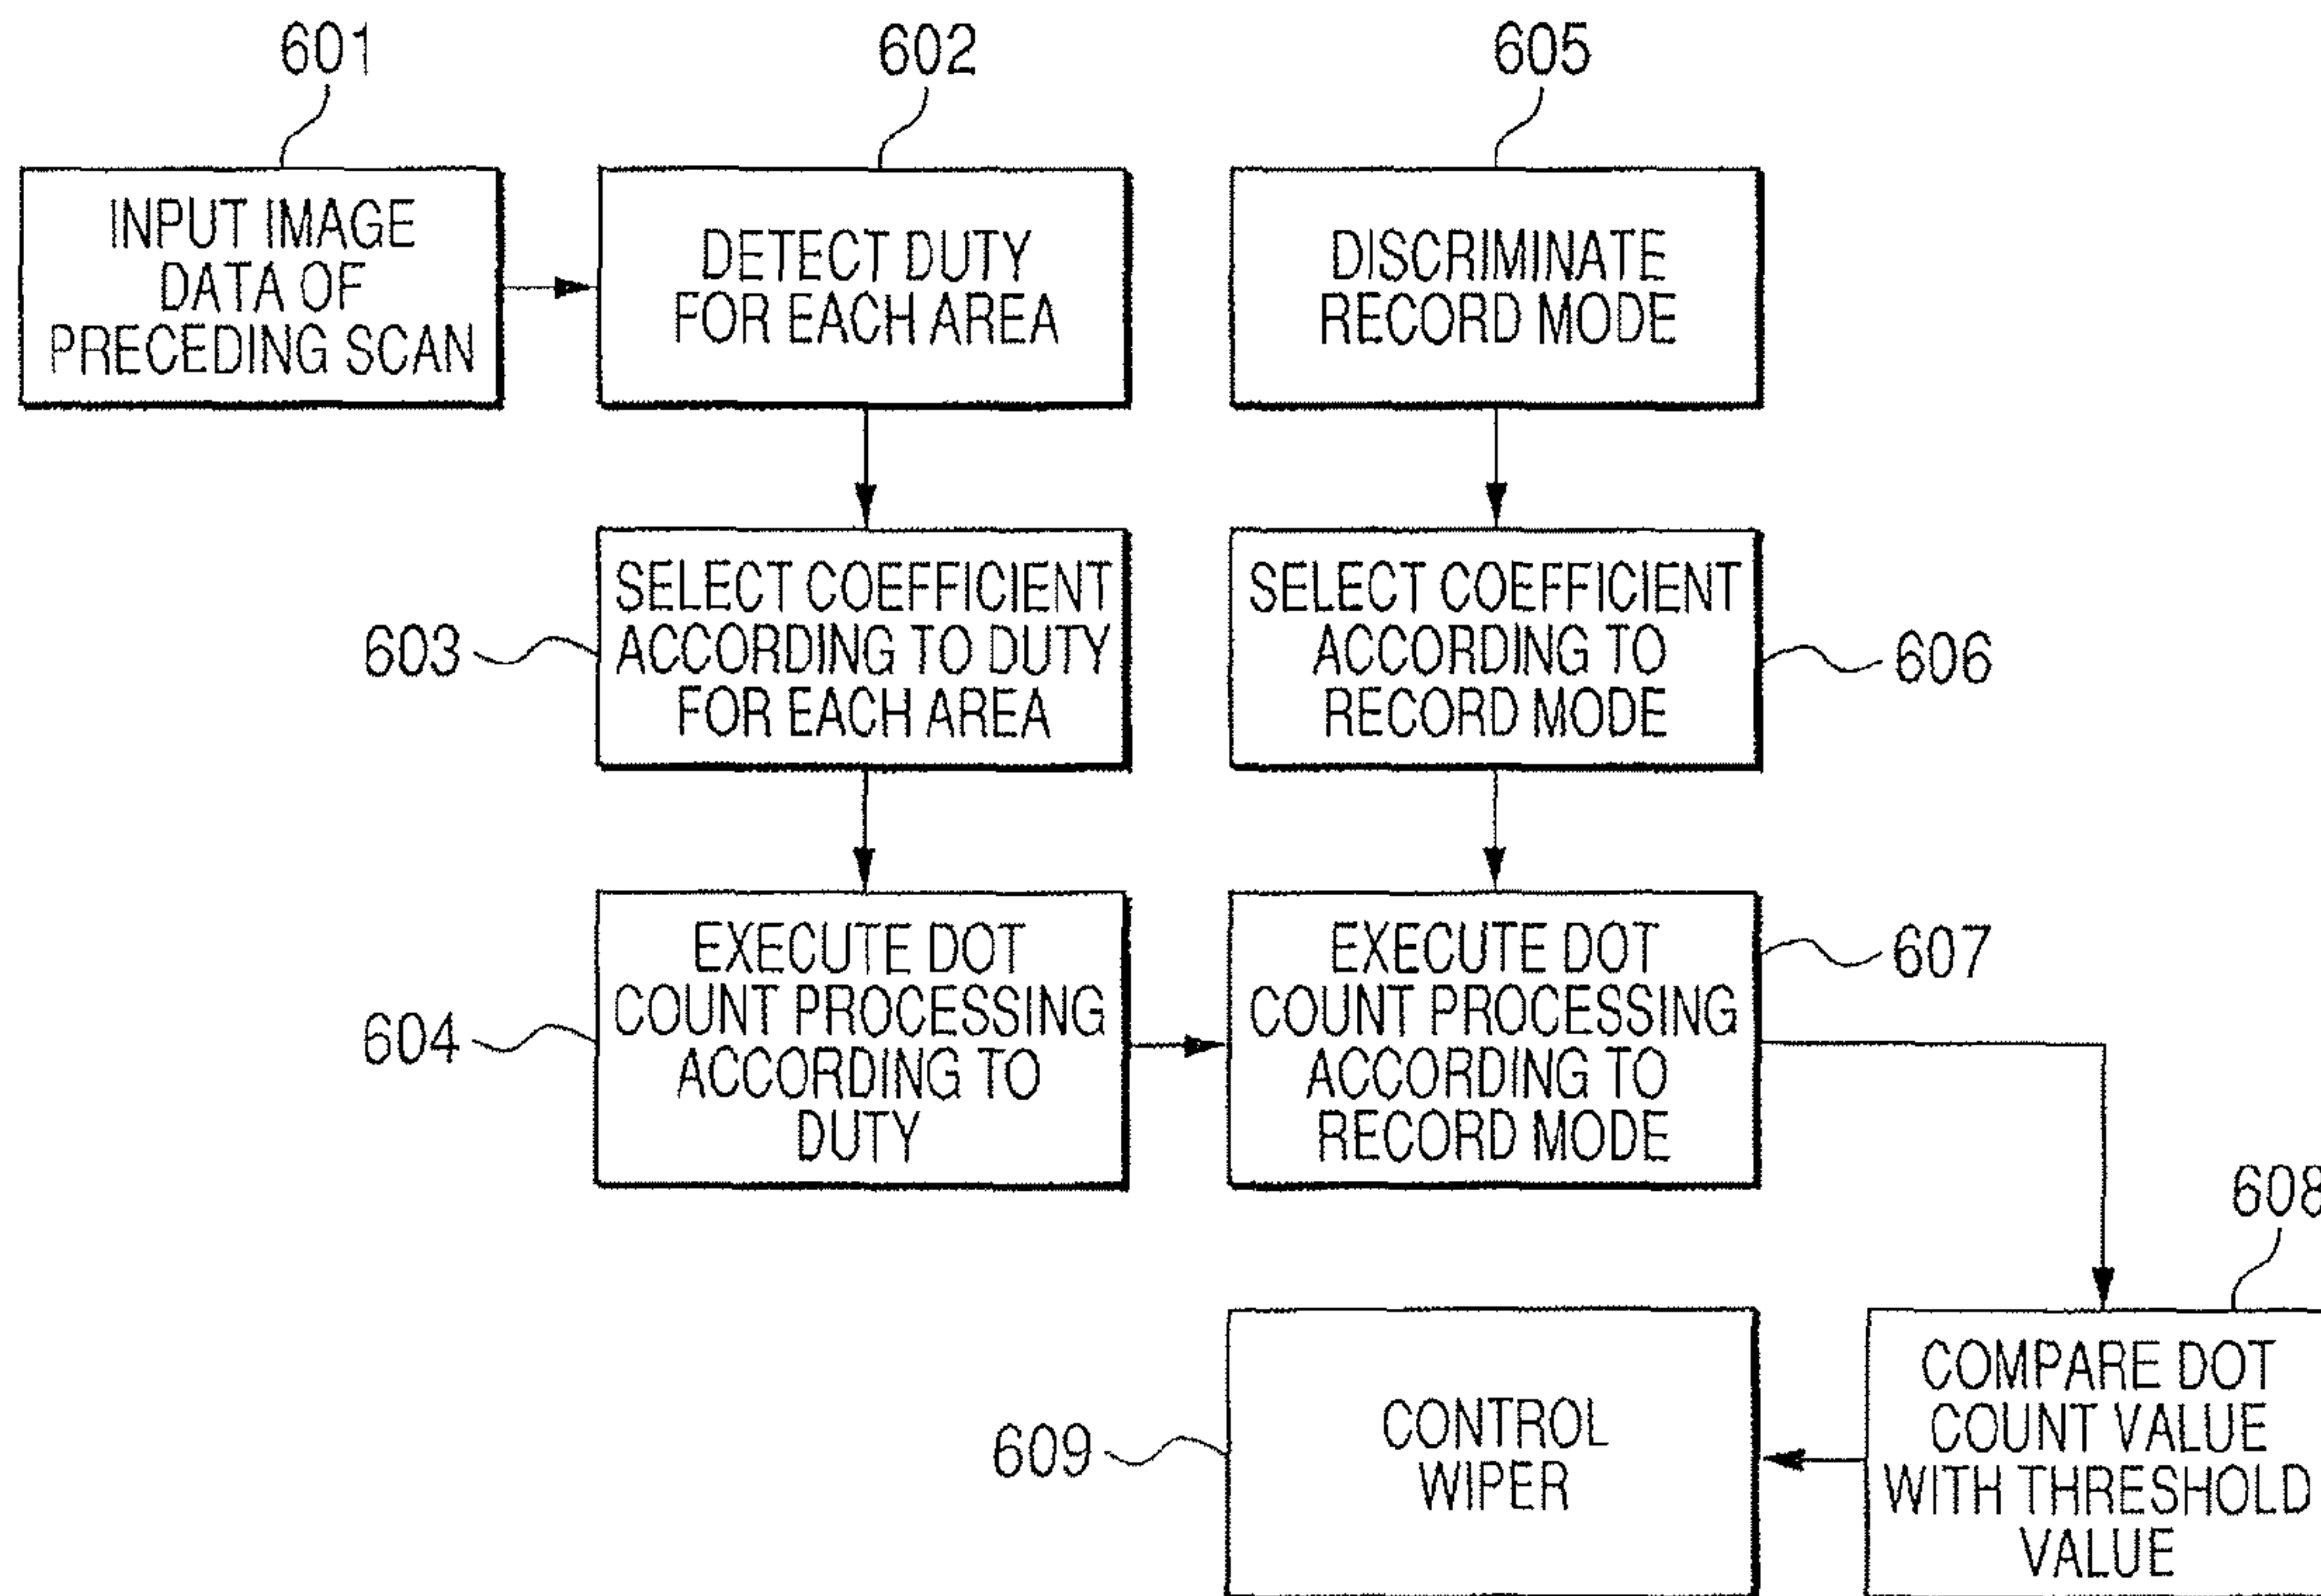 601
602
605
INPUT IMAGE
DATA OF
PRECEDING SCAN
DETECT DUTY
FOR EACH AREA
DISCRIMINATE
RECORD MODE
603
SELECT COEFFICIENT
ACCORDING TO DUTY
FOR EACH AREA
SELECT COEFFICIENT
ACCORDING TO
RECORD MODE
606
604
EXECUTE DOT
COUNT PROCESSING
ACCORDING TO
DUTY
EXECUTE DOT
COUNT PROCESSING
ACCORDING TO
RECORD MODE
607
608
609
CONTROL
WIPER
COMPARE DOT
COUNT VALUE
WITH THRESHOLD
VALUE